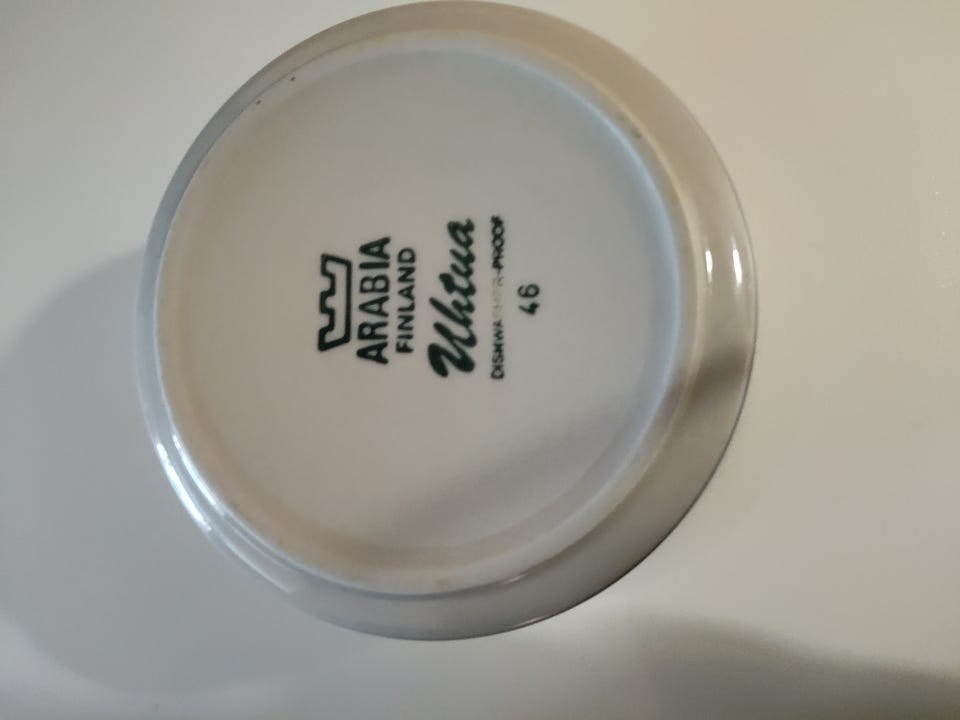 ARABIA
FINLAND
Uhtua
DISHWASHER-PROOF
46